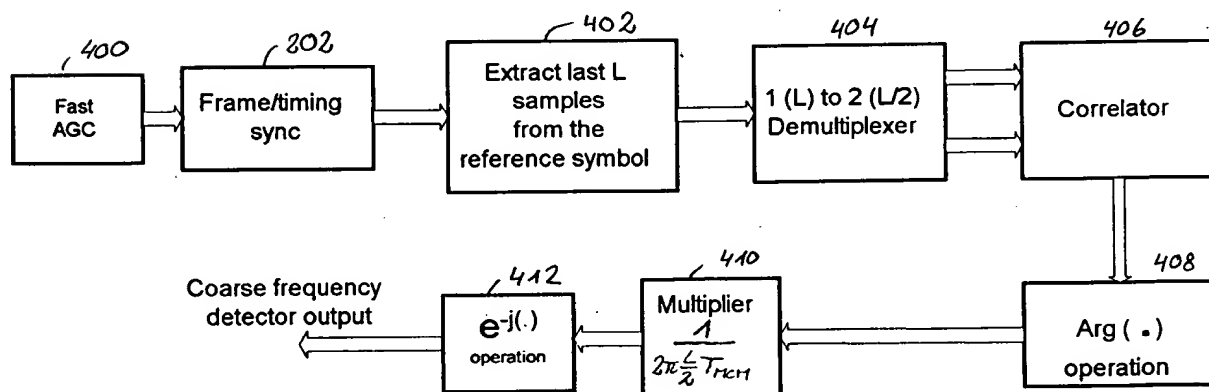 400
Fast
AGC
202
Frame/timing
sync
402
Extract last L
samples
from the
reference symbol
404
1 (L) to 2 (L/2)
Demultiplexer
406
Correlator
408
Arg ( . )
operation
410
Multiplier
1
2π L/2 T_MCM
412
e^-j(.)
operation
Coarse frequency
detector output